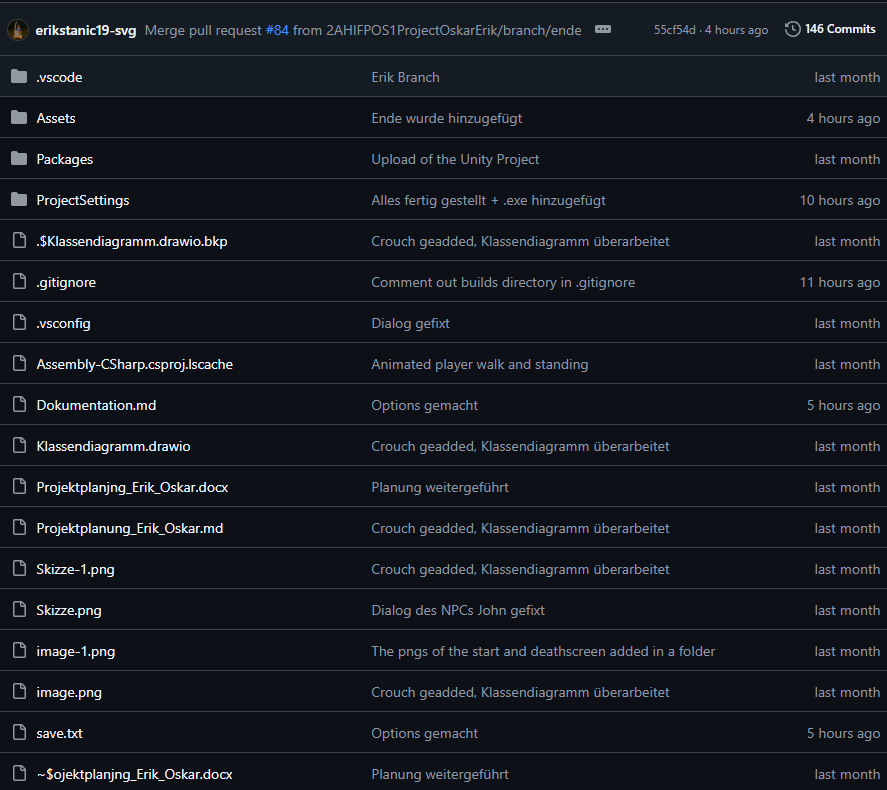 erikstanic19-svg Merge pull request #84 from 2AHIFPOS1ProjectOskarErik/branch/ende 55cf54d · 4 hours ago 146 Commits
.vscode Erik Branch last month
Assets Ende wurde hinzugefügt 4 hours ago
Packages Upload of the Unity Project last month
ProjectSettings Alles fertig gestellt + .exe hinzugefügt 10 hours ago
.$Klassendiagramm.drawio.bkp Crouch geadded, Klassendiagramm überarbeitet last month
.gitignore Comment out builds directory in .gitignore 11 hours ago
.vsconfig Dialog gefixt last month
Assembly-CSharp.csproj.lscache Animated player walk and standing last month
Dokumentation.md Options gemacht 5 hours ago
Klassendiagramm.drawio Crouch geadded, Klassendiagramm überarbeitet last month
Projektplanjng_Erik_Oskar.docx Planung weitergeführt last month
Projektplanung_Erik_Oskar.md Crouch geadded, Klassendiagramm überarbeitet last month
Skizze-1.png Crouch geadded, Klassendiagramm überarbeitet last month
Skizze.png Dialog des NPCs John gefixt last month
image-1.png The pngs of the start and deathscreen added in a folder last month
image.png Crouch geadded, Klassendiagramm überarbeitet last month
save.txt Options gemacht 5 hours ago
~$ojektplanjng_Erik_Oskar.docx Planung weitergeführt last month